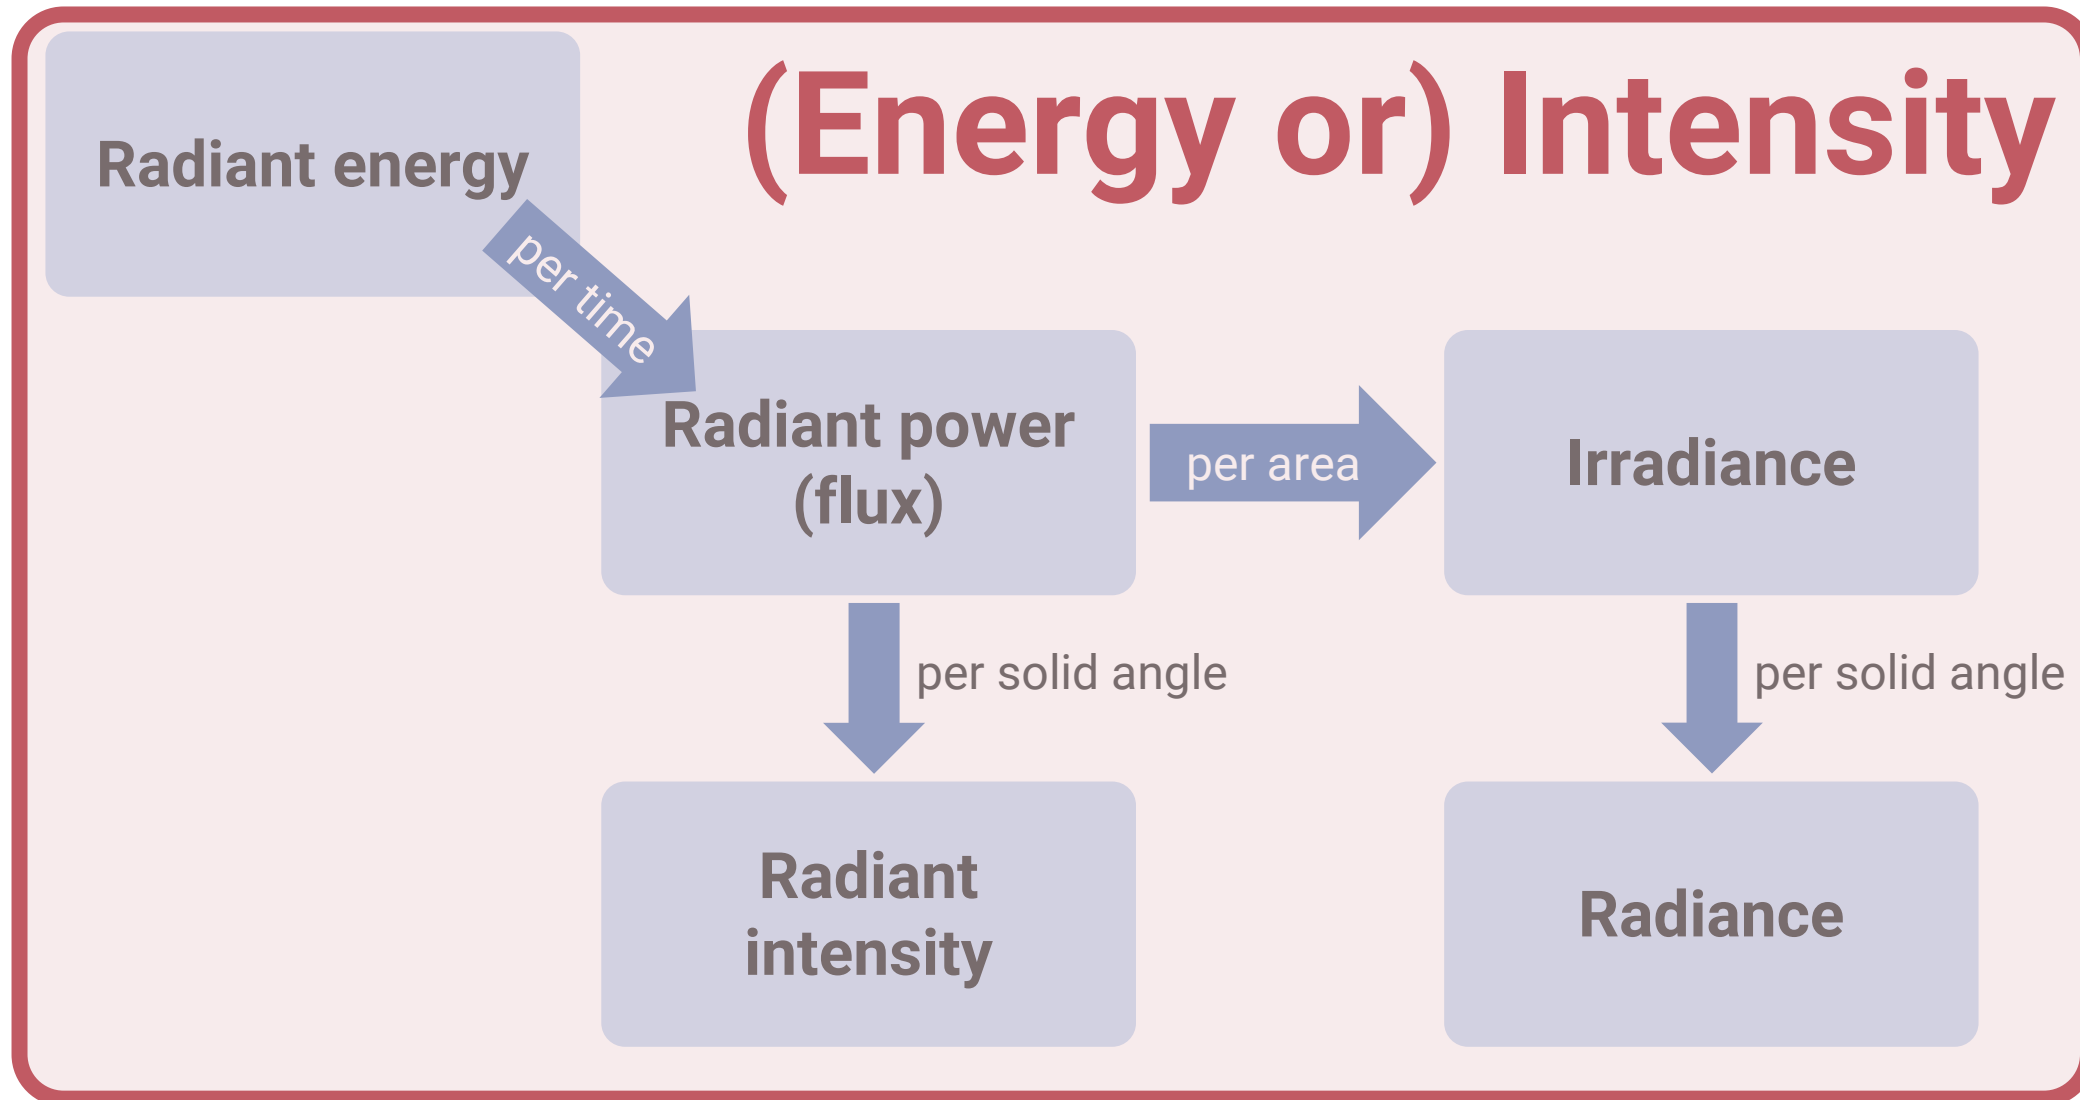 (Energy or) Intensity
Radiant energy
per time
Radiant power
(flux)
per area
Irradiance
per solid angle
per solid angle
Radiant
intensity
Radiance